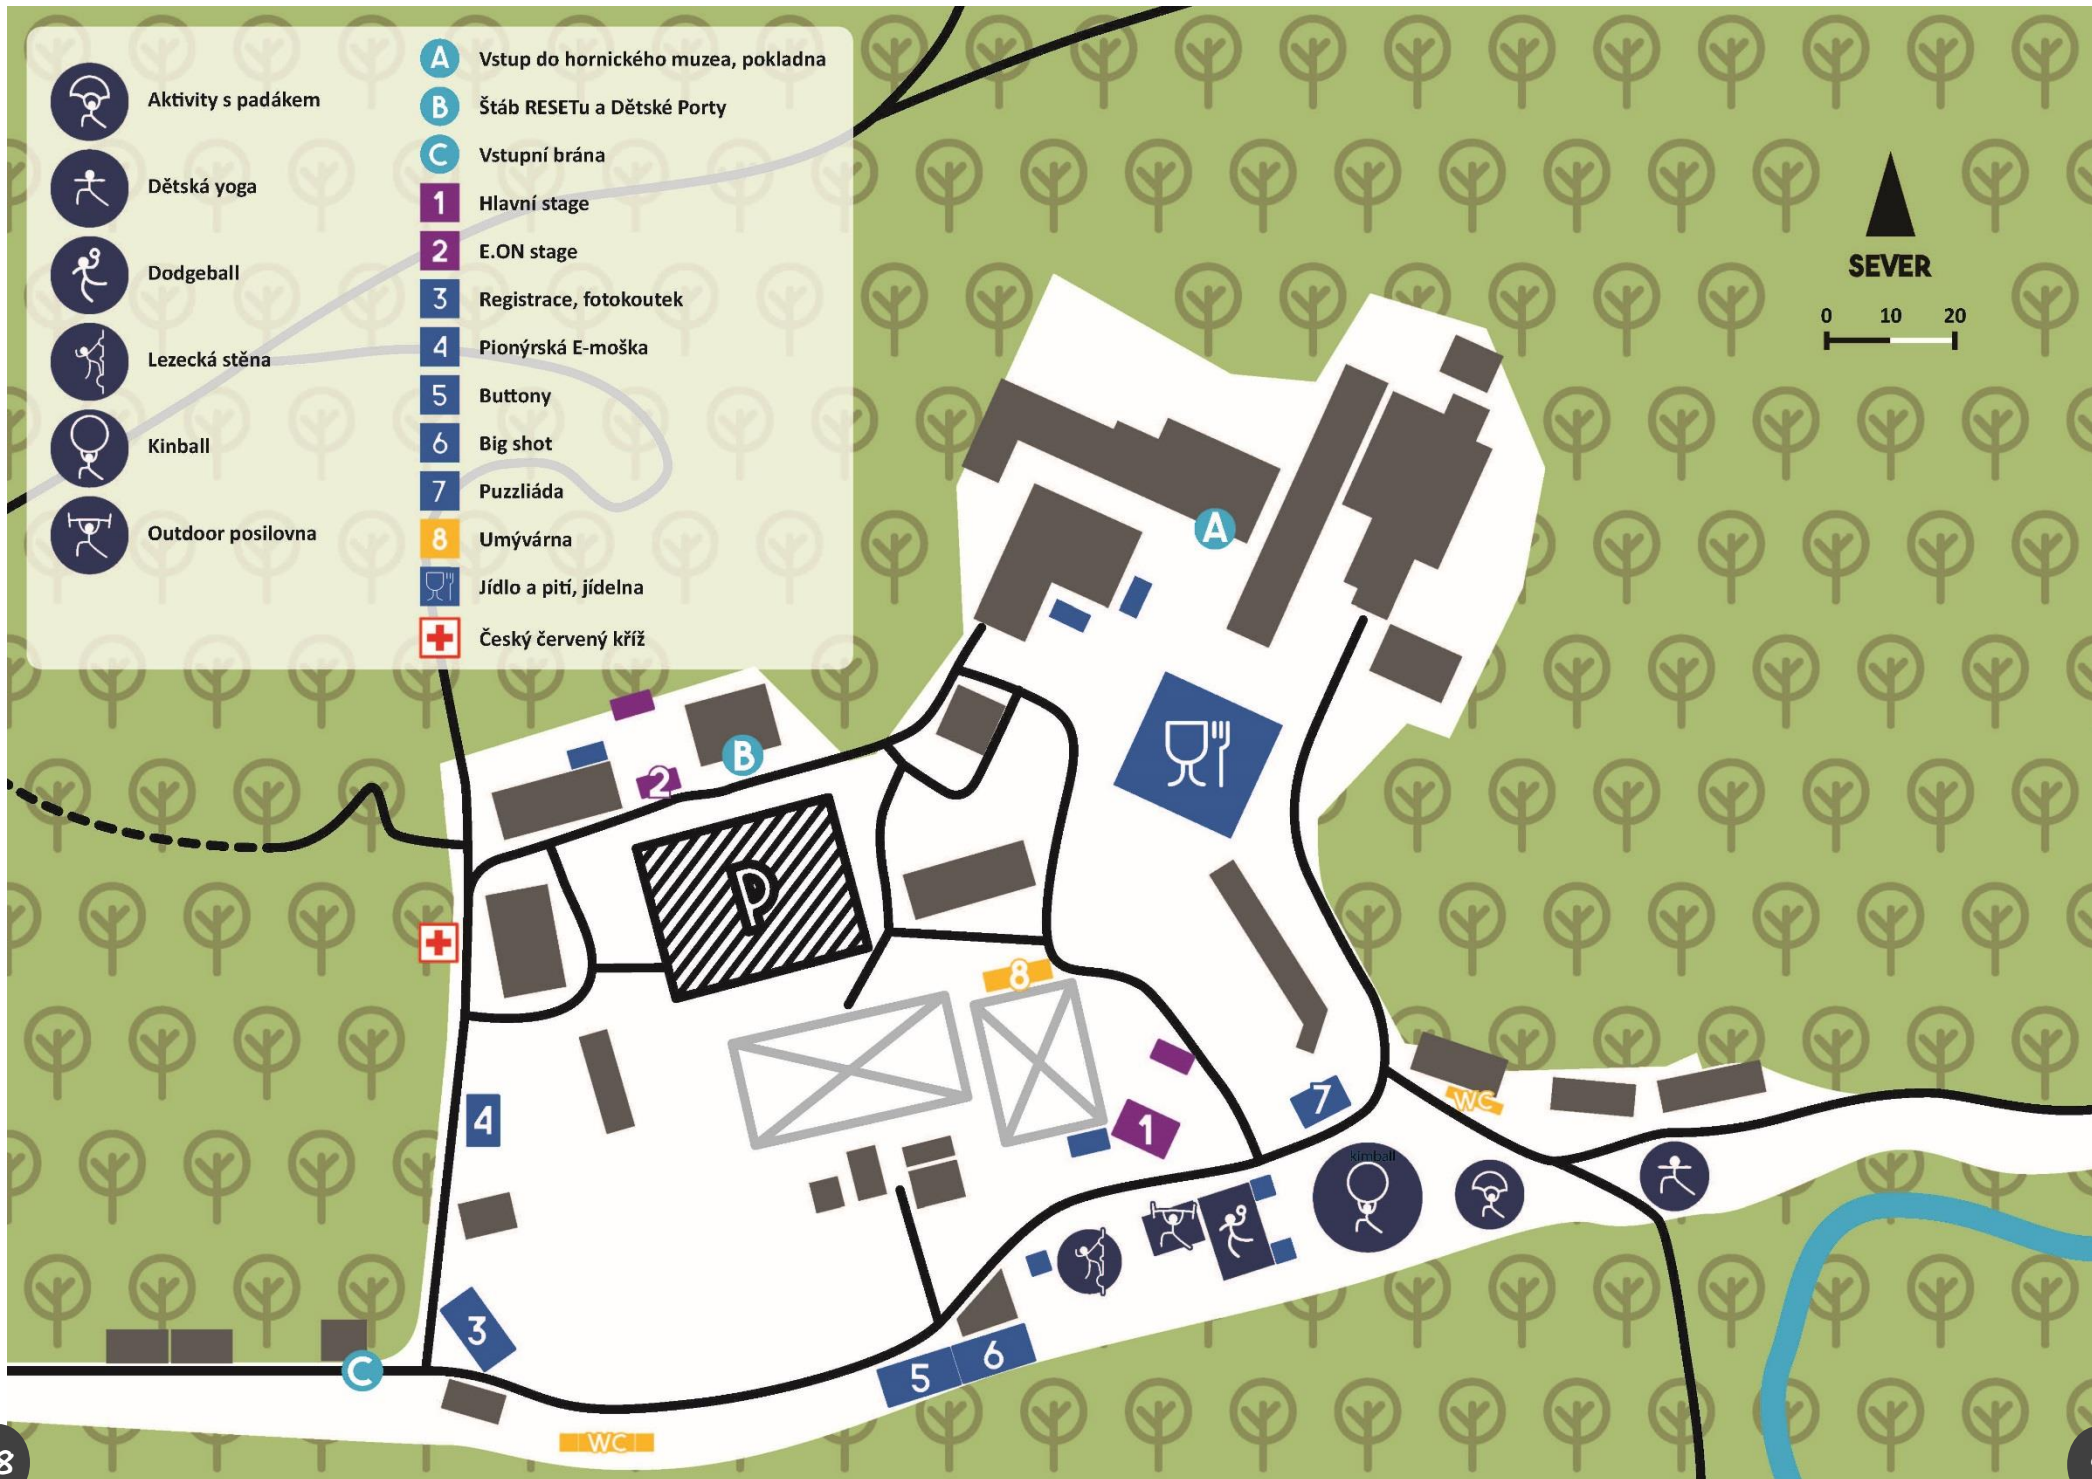 Aktivity s padákem
Dětská yoga
Dodgeball
Lezecká stěna
Kinball
Outdoor posilovna
A Vstup do hornického muzea, pokladna
B Štáb RESETu a Dětské Porty
C Vstupní brána
1 Hlavní stage
2 E.ON stage
3 Registrace, fotokoutek
4 Pionýrská E-moška
5 Buttony
6 Big shot
7 Puzzliáda
8 Umývárna
Jídlo a pití, jídelna
Český červený kříž
SEVER
0 10 20
A
B
2
P
8
4
1
7
WC
kimball
3
C
5
6
WC
8